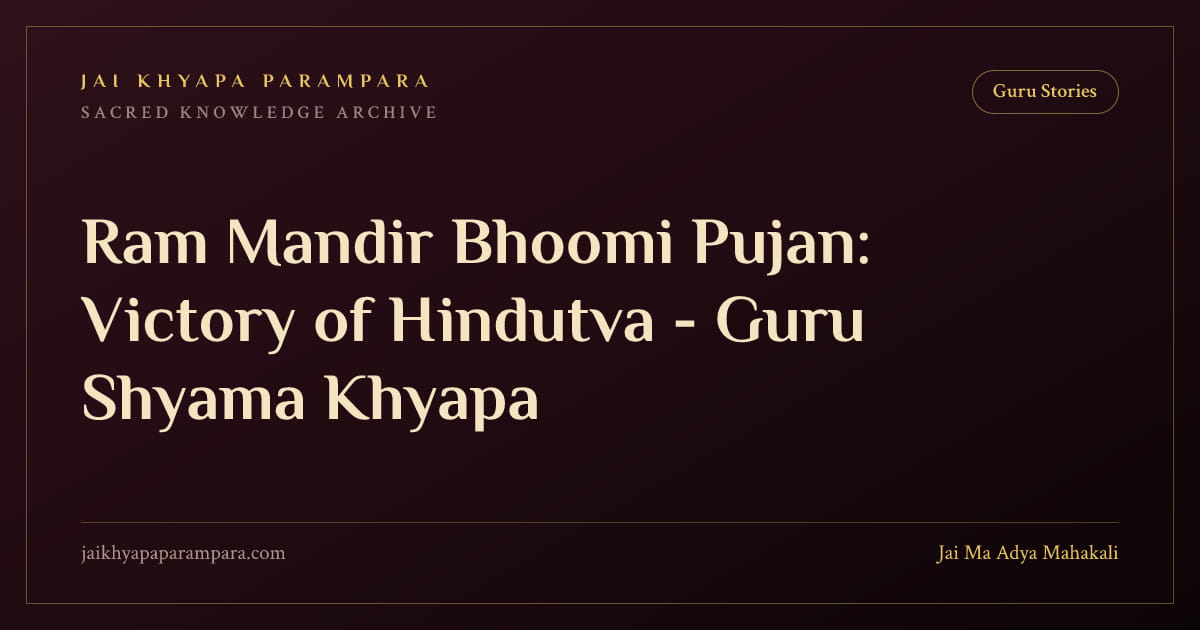 JAI KHYAPA PARAMPARA
SACRED KNOWLEDGE ARCHIVE
Guru Stories
Ram Mandir Bhoomi Pujan:
Victory of Hindutva - Guru
Shyama Khyapa
jaikhyapaparampara.com
Jai Ma Adya Mahakali